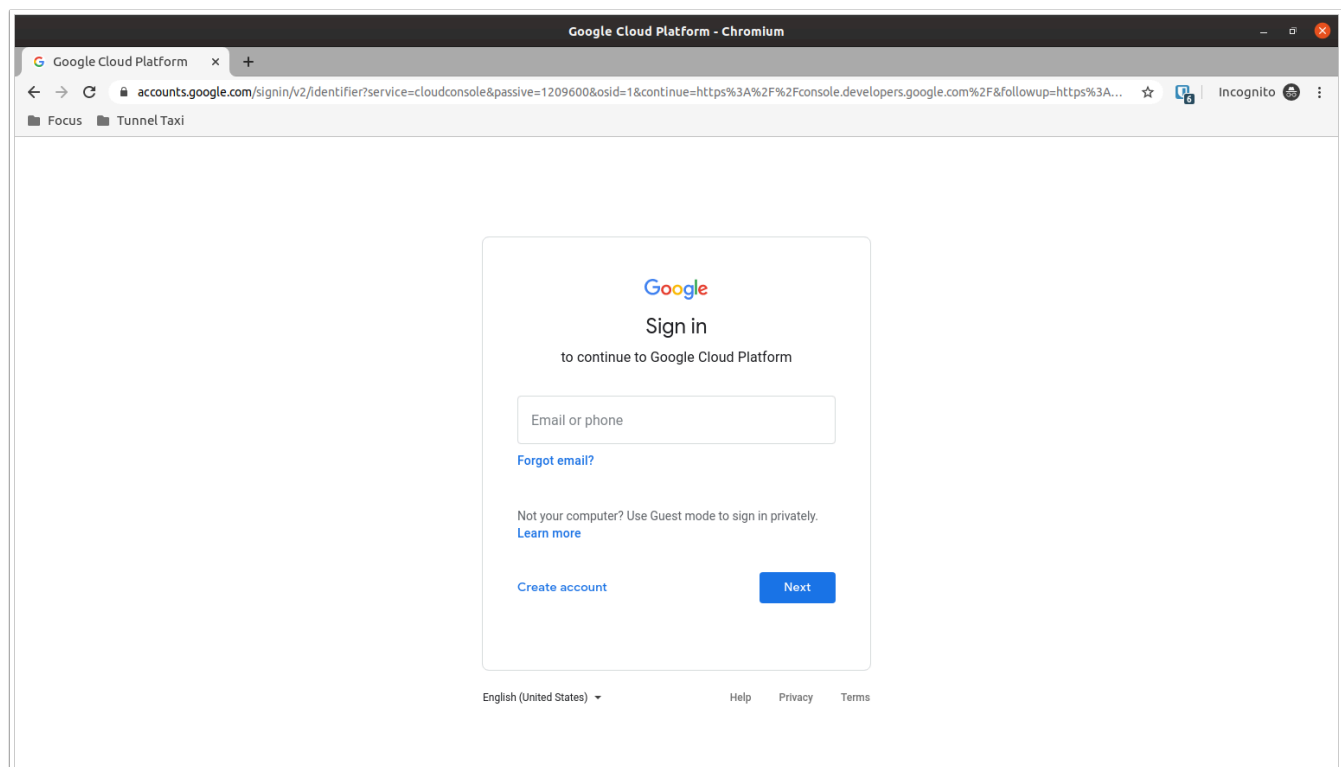 Google Cloud Platform - Chromium
Google Cloud Platform
accounts.google.com/signin/v2/identifier?service=cloudconsole&passive=1209600&osid=1&continue=https%3A%2F%2Fconsole.developers.google.com%2F&followup=https%3A... 6 Incognito
Focus Tunnel Taxi
Google
Sign in
to continue to Google Cloud Platform
Email or phone
Forgot email?
Not your computer? Use Guest mode to sign in privately.
Learn more
Create account Next
English (United States) Help Privacy Terms